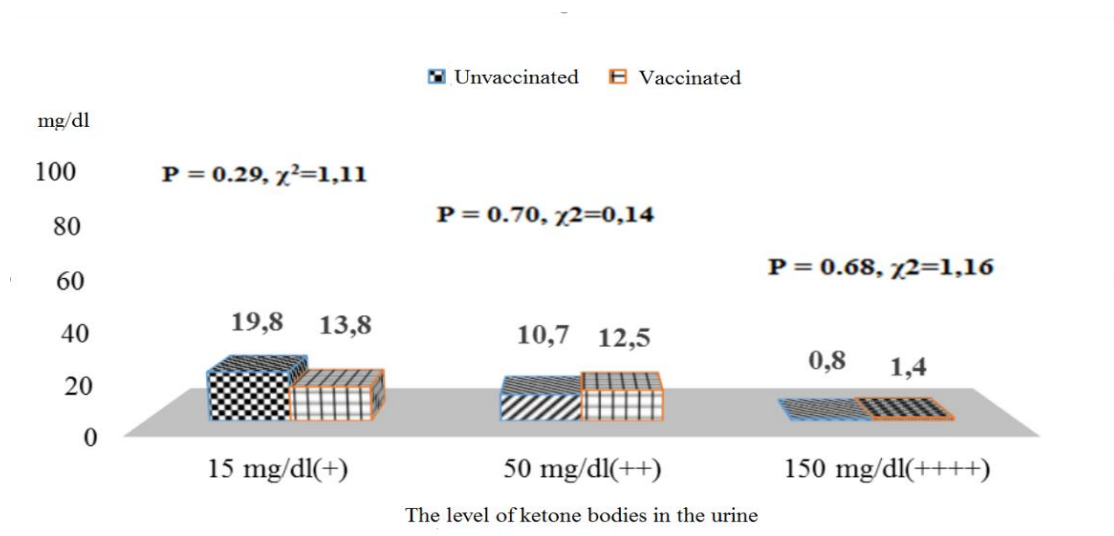 Unvaccinated Vaccinated
mg/dl
100
P = 0.29, χ²=1,11
80
P = 0.70, χ2=0,14
60
P = 0.68, χ2=1,16
40
19,8 13,8
10,7 12,5
0,8 1,4
20
0
15 mg/dl(+) 50 mg/dl(++) 150 mg/dl(++++)
The level of ketone bodies in the urine